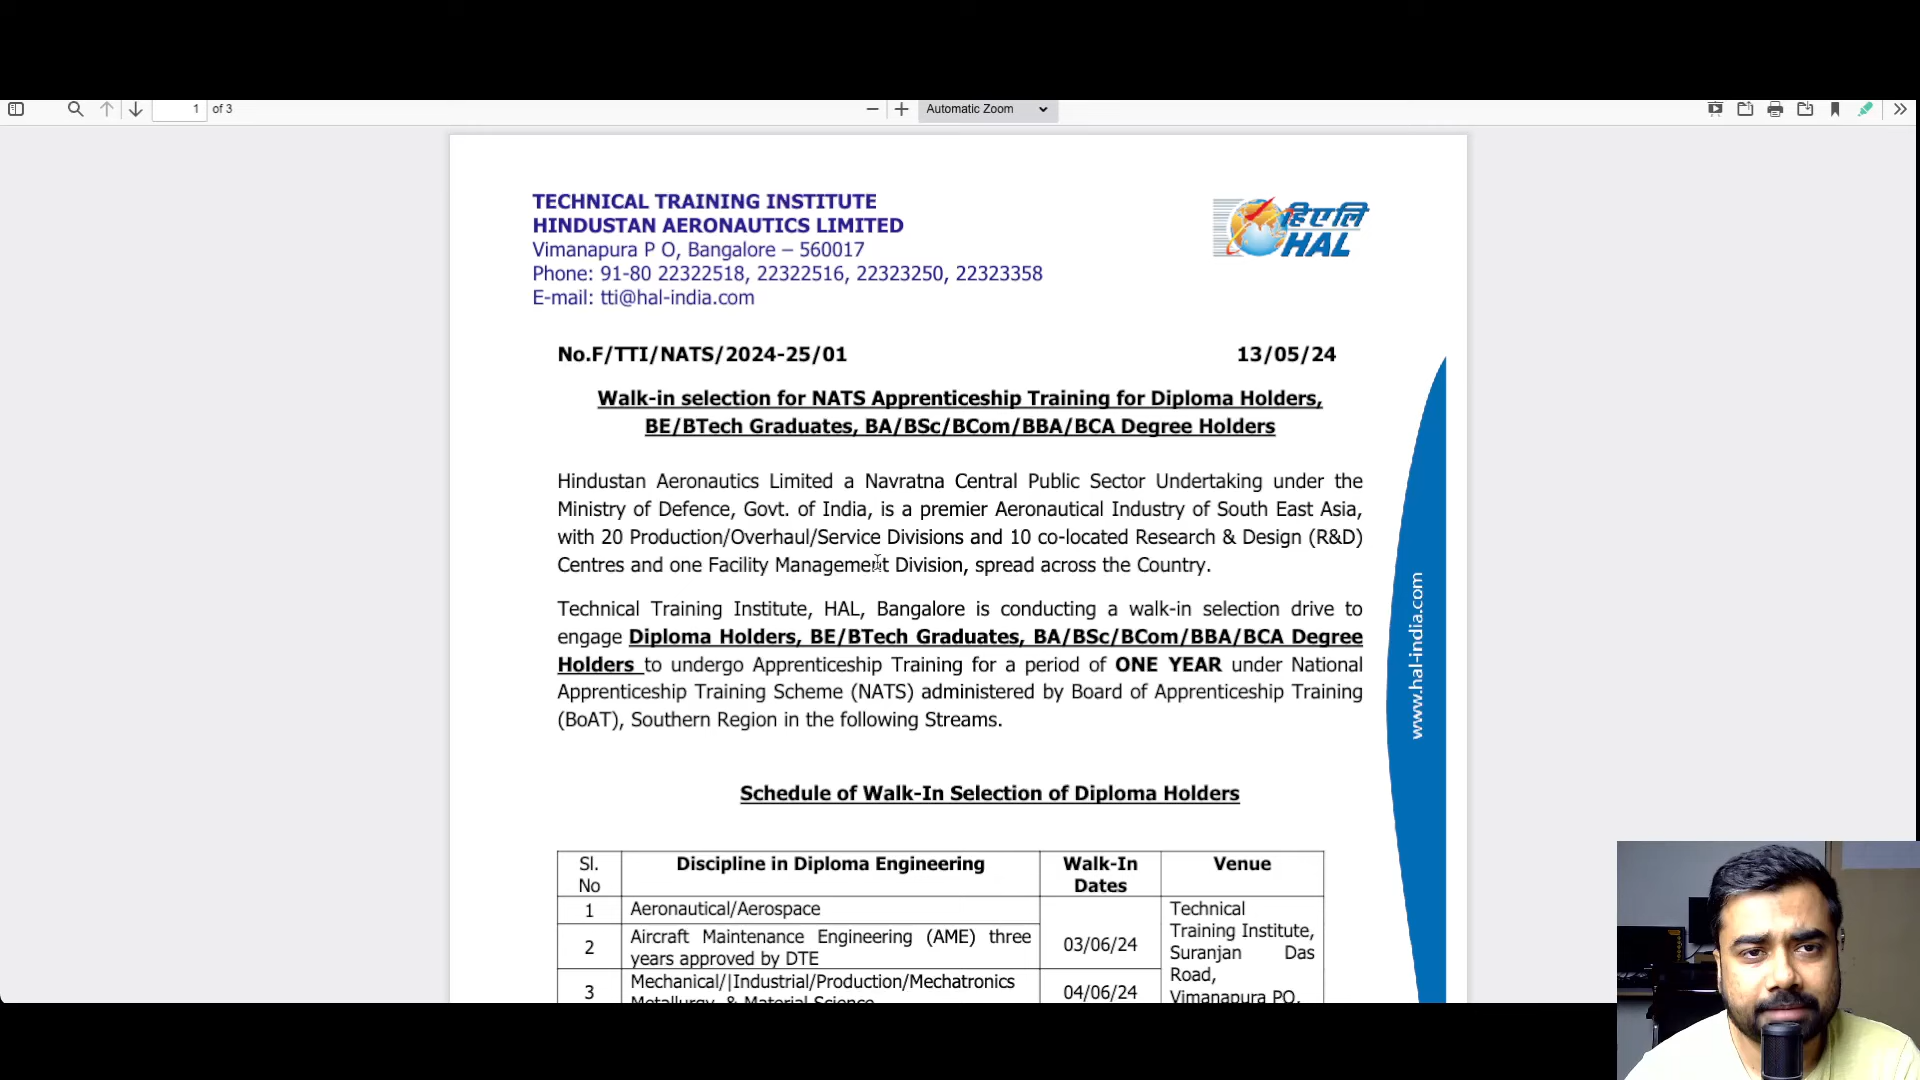 1 of 3
Automatic Zoom
TECHNICAL TRAINING INSTITUTE
HINDUSTAN AERONAUTICS LIMITED
Vimanapura P O, Bangalore – 560017
Phone: 91-80 22322518, 22322516, 22323250, 22323358
E-mail: tti@hal-india.com
हिएलि
HAL
No.F/TTI/NATS/2024-25/01 13/05/24
Walk-in selection for NATS Apprenticeship Training for Diploma Holders,
BE/BTech Graduates, BA/BSc/BCom/BBA/BCA Degree Holders
Hindustan Aeronautics Limited a Navratna Central Public Sector Undertaking under the
Ministry of Defence, Govt. of India, is a premier Aeronautical Industry of South East Asia,
with 20 Production/Overhaul/Service Divisions and 10 co-located Research & Design (R&D)
Centres and one Facility Management Division, spread across the Country.
Technical Training Institute, HAL, Bangalore is conducting a walk-in selection drive to
engage Diploma Holders, BE/BTech Graduates, BA/BSc/BCom/BBA/BCA Degree
Holders to undergo Apprenticeship Training for a period of ONE YEAR under National
Apprenticeship Training Scheme (NATS) administered by Board of Apprenticeship Training
(BoAT), Southern Region in the following Streams.
www.hal-india.com
Schedule of Walk-In Selection of Diploma Holders
Sl.
No
Discipline in Diploma Engineering
Walk-In
Dates
Venue
1 Aeronautical/Aerospace
2 Aircraft Maintenance Engineering (AME) three
years approved by DTE
03/06/24
3 Mechanical/|Industrial/Production/Mechatronics
Metallurgy & Material Science
04/06/24
Technical
Training Institute,
Suranjan Das
Road,
Vimanapura PO,